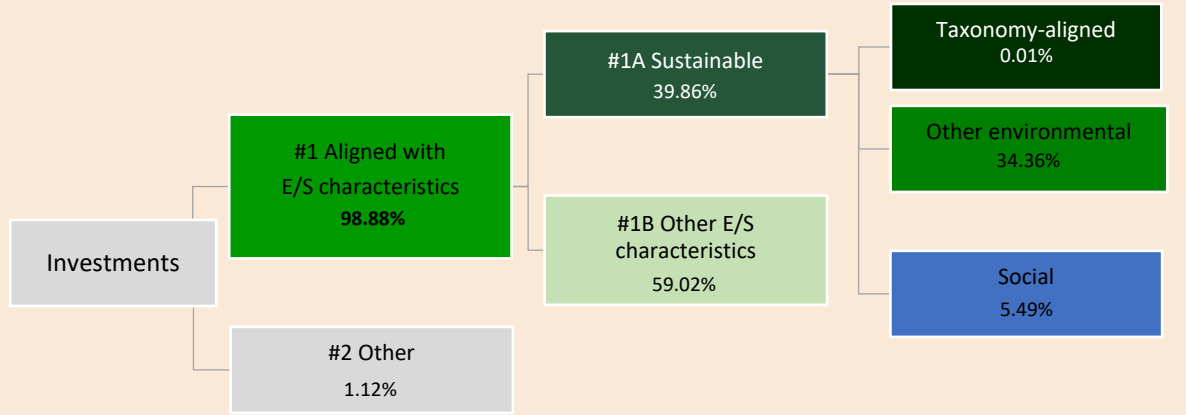 Investments
#1 Aligned with
E/S characteristics
98.88%
#2 Other
1.12%
#1A Sustainable
39.86%
#1B Other E/S
characteristics
59.02%
Taxonomy-aligned
0.01%
Other environmental
34.36%
Social
5.49%